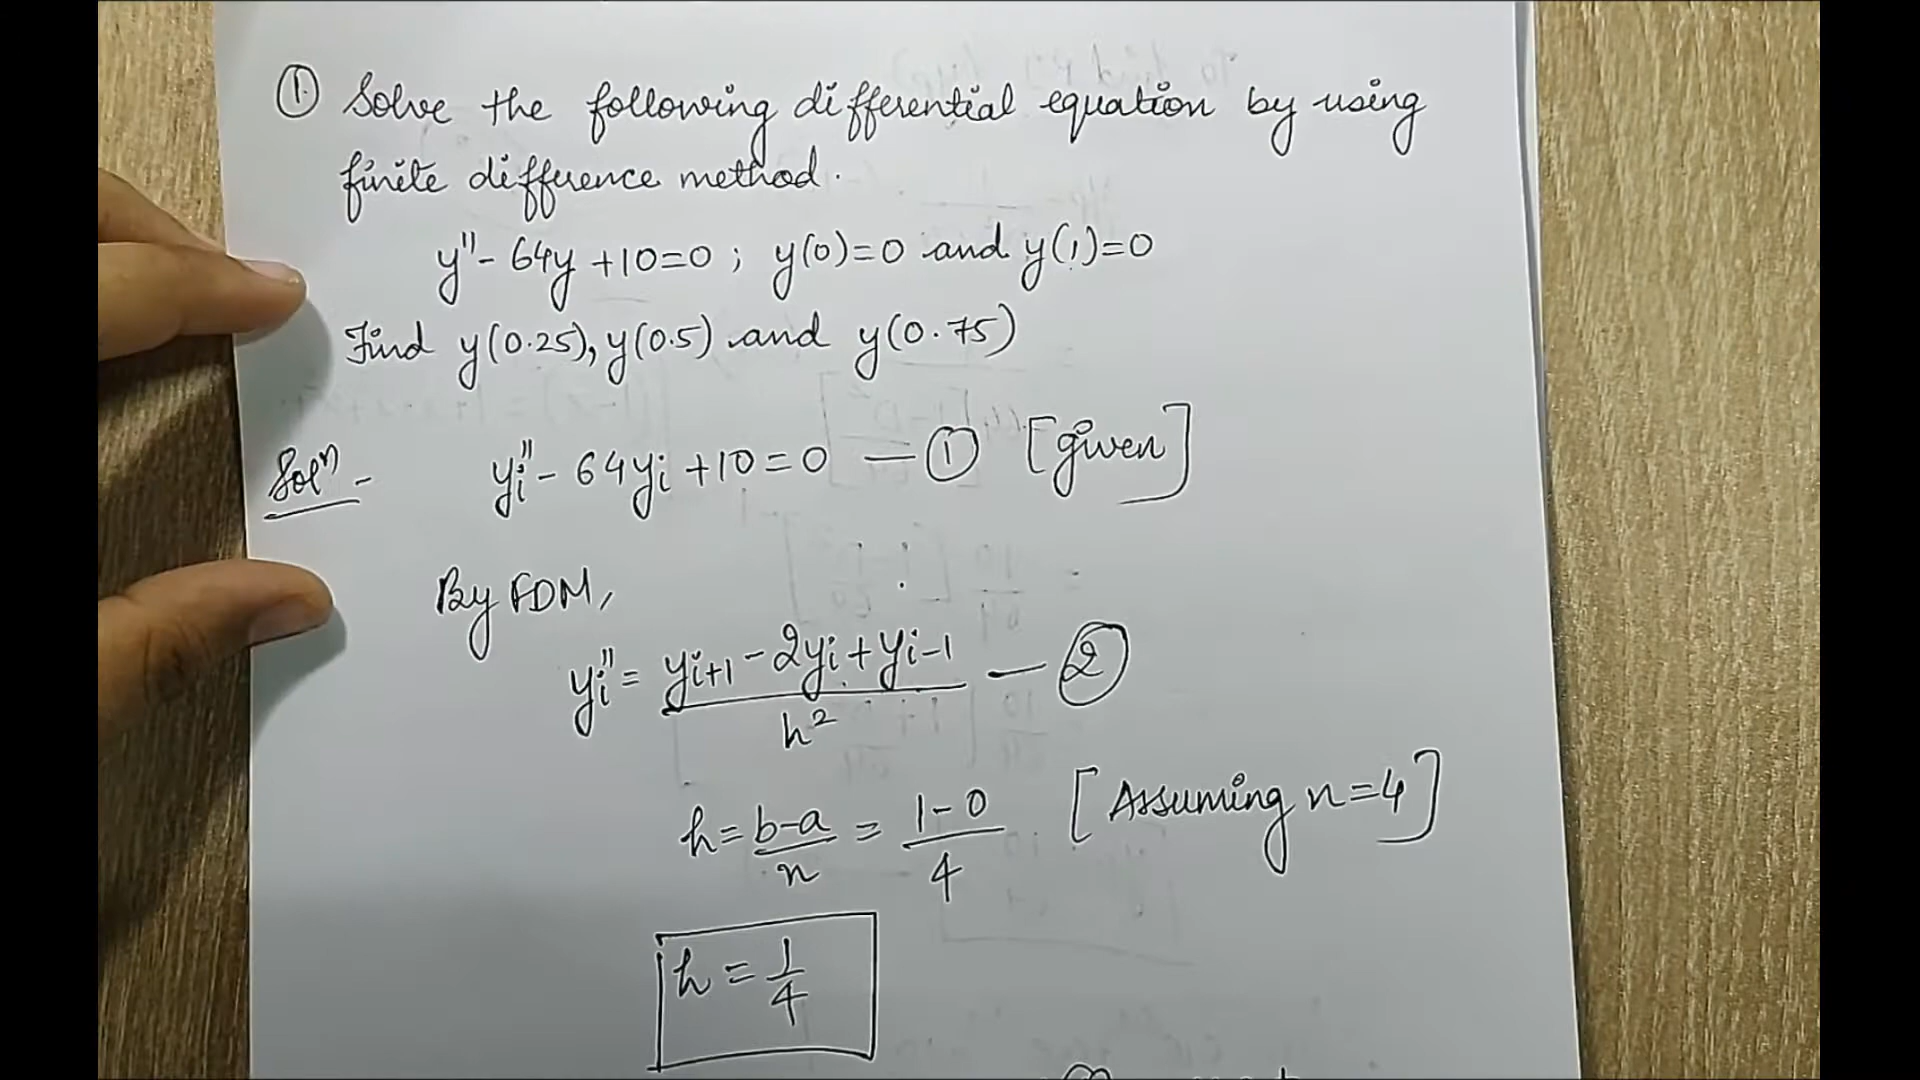 ① Solve the following differential equation by using
finite difference method.
y'' - 64y + 10 = 0 ; y(0) = 0 and y(1) = 0
Find y(0.25), y(0.5) and y(0.75)
Solⁿ - yi'' - 64yi + 10 = 0 — ① [given]
By FDM,
yi'' = (yi+1 - 2yi + yi-1) / h² — ②
h = (b-a)/n = (1-0)/4 [Assuming n=4]
h = 1/4